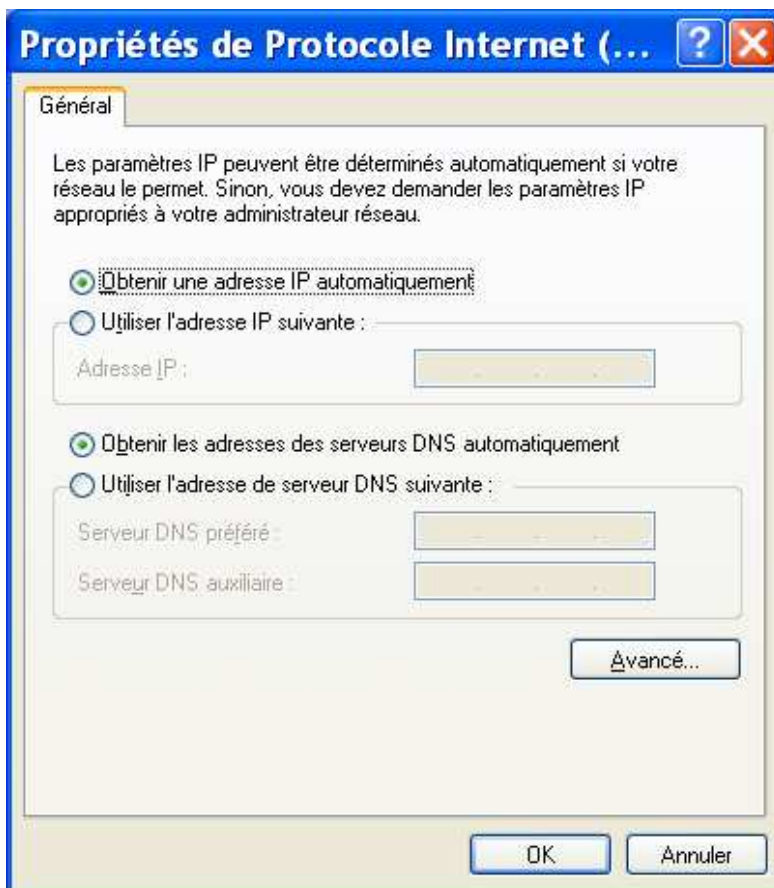 Propriétés de Protocole Internet (...
Général
Les paramètres IP peuvent être déterminés automatiquement si votre
réseau le permet. Sinon, vous devez demander les paramètres IP
appropriés à votre administrateur réseau.
Obtenir une adresse IP automatiquement
Utiliser l'adresse IP suivante :
Adresse IP :
Obtenir les adresses des serveurs DNS automatiquement
Utiliser l'adresse de serveur DNS suivante :
Serveur DNS préféré :
Serveur DNS auxiliaire :
Avancé...
OK Annuler